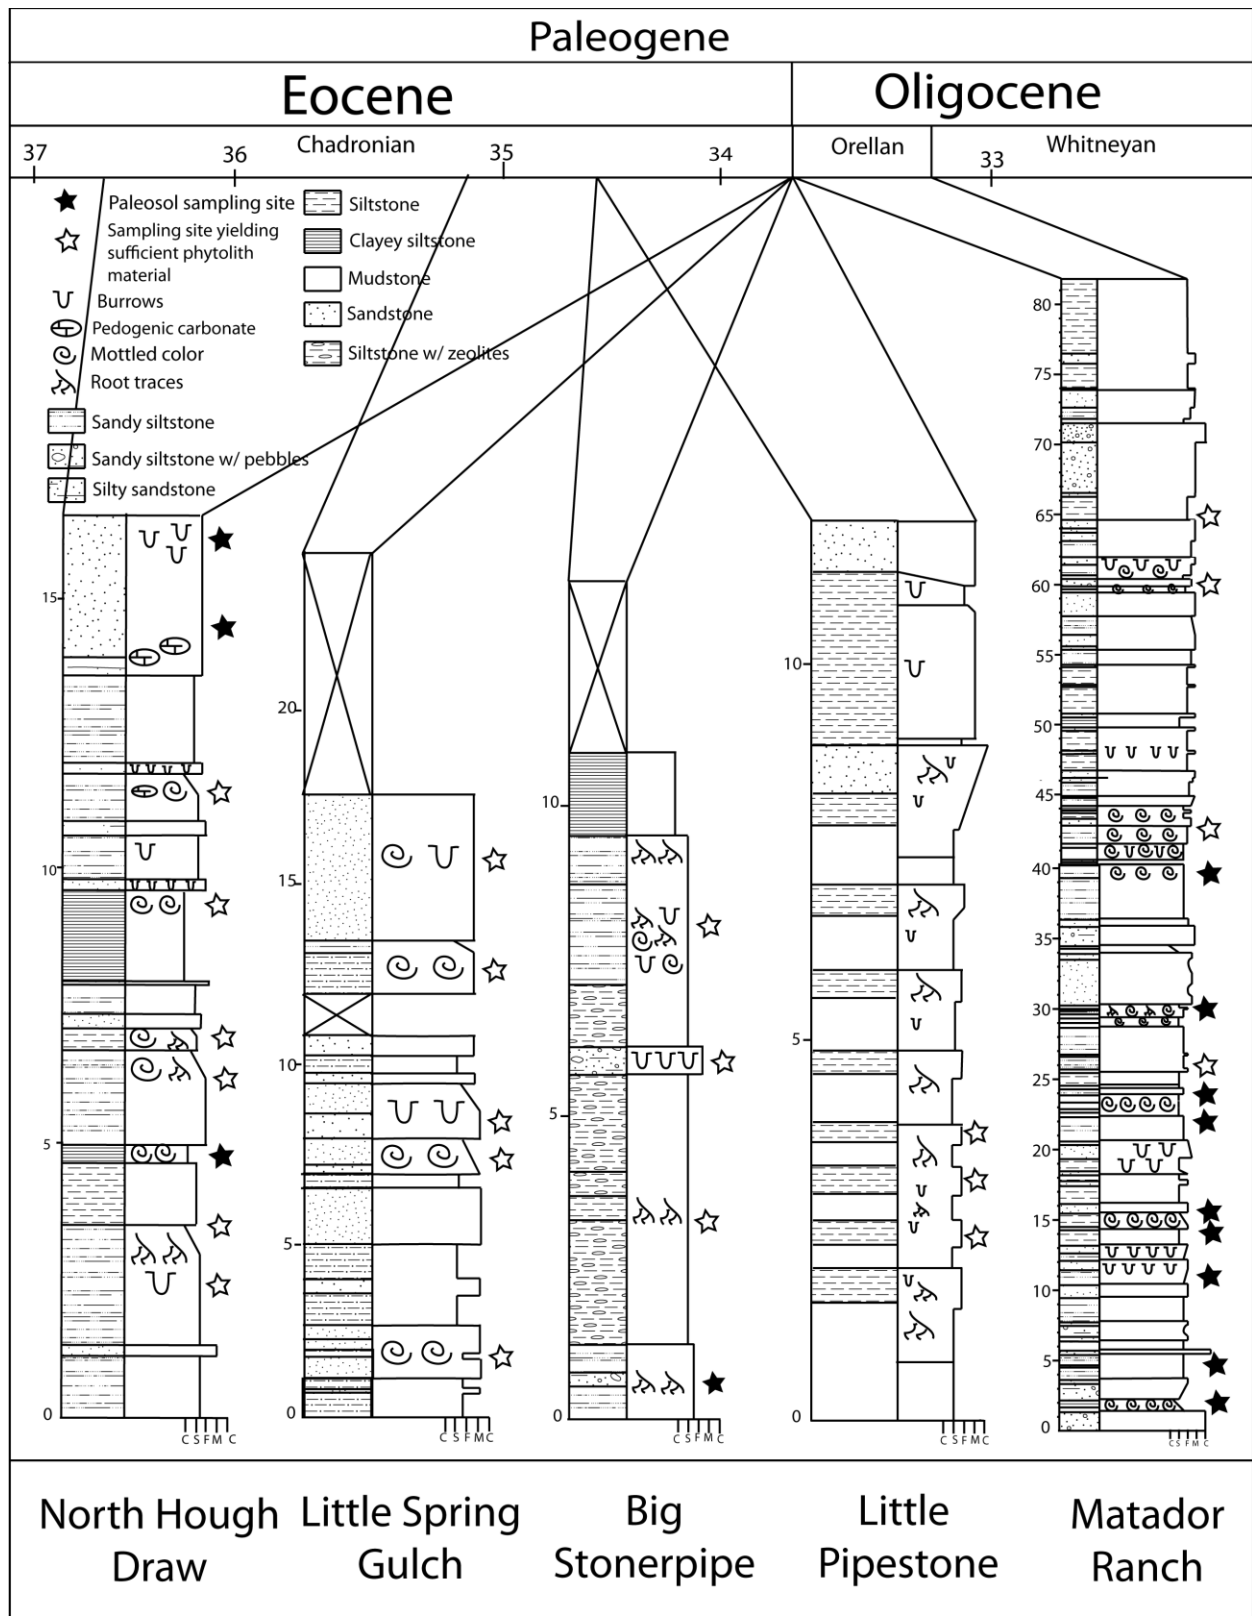 Paleogene
Eocene
Oligocene
37
36
Chadronian
35
34
Orellan
33
Whitneyan
Paleosol sampling site
Sampling site yielding
sufficient phytolith
material
Burrows
Pedogenic carbonate
Mottled color
Root traces
Sandy siltstone
Sandy siltstone w/ pebbles
Silty sandstone
Siltstone
Clayey siltstone
Mudstone
Sandstone
Siltstone w/ zeolites
15
10
5
0
C S F M C
20
15
10
5
0
C S F M C
10
5
0
C S F M C
10
5
0
C S F M C
80
75
70
65
60
55
50
45
40
35
30
25
20
15
10
5
0
C S F M C
North Hough
Draw
Little Spring
Gulch
Big
Stonerpipe
Little
Pipestone
Matador
Ranch